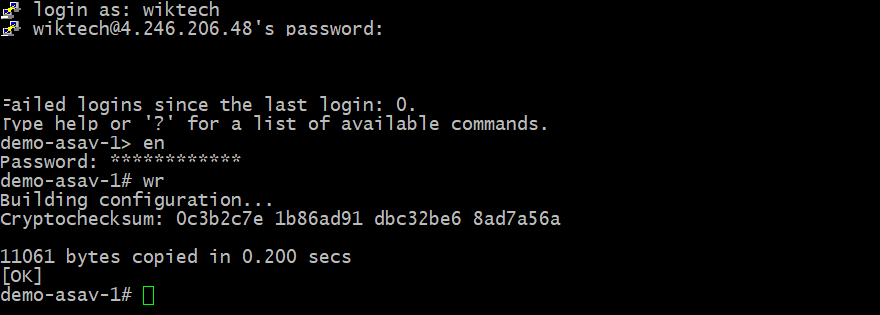 login as: wiktech
wiktech@4.246.206.48's password:
Failed logins since the last login: 0.
Type help or '?' for a list of available commands.
demo-asav-1> en
Password: ************
demo-asav-1# wr
Building configuration...
Cryptochecksum: 0c3b2c7e 1b86ad91 dbc32be6 8ad7a56a
11061 bytes copied in 0.200 secs
[OK]
demo-asav-1#